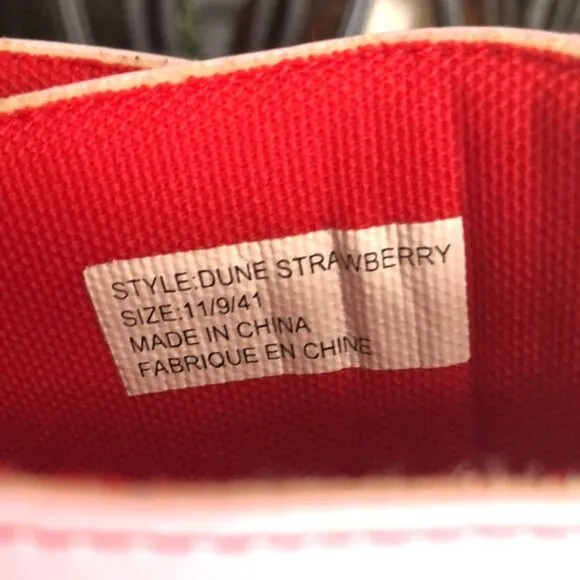 STYLE:DUNE STRAWBERRY
SIZE:11/9/41
MADE IN CHINA
FABRIQUE EN CHINE